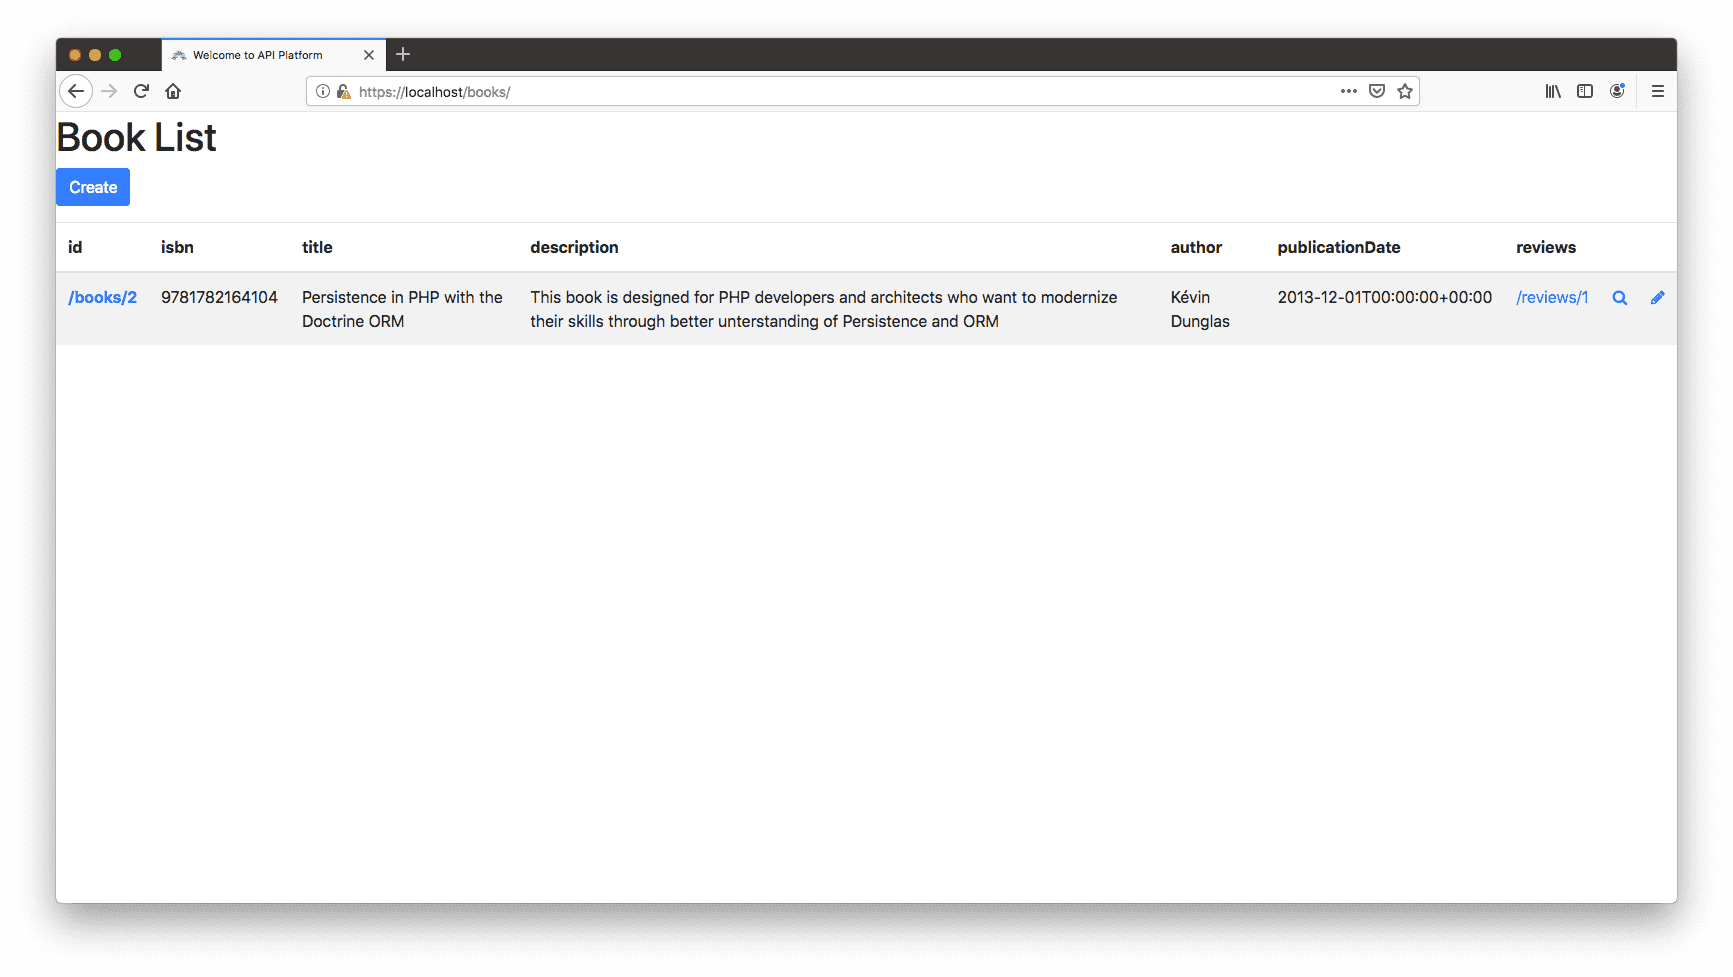 Welcome to API Platform
https://localhost/books/
Book List
Create
id isbn title description author publicationDate reviews
/books/2 9781782164104 Persistence in PHP with the This book is designed for PHP developers and architects who want to modernize Kévin 2013-12-01T00:00:00+00:00 /reviews/1
Doctrine ORM their skills through better unterstanding of Persistence and ORM Dunglas